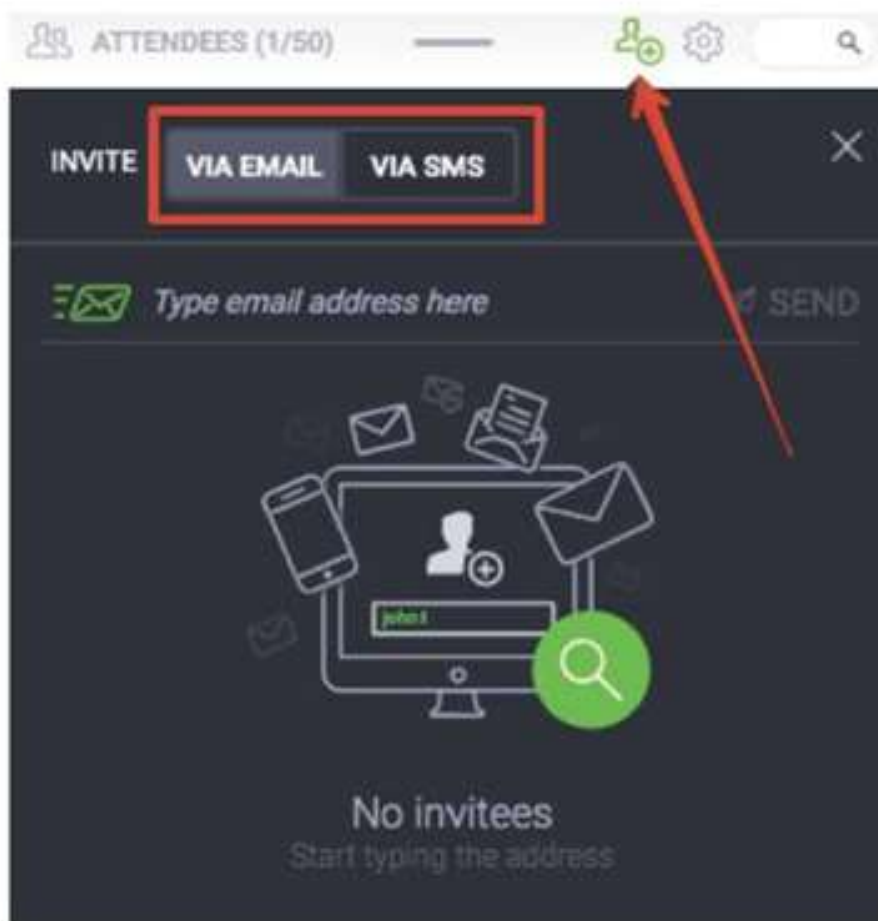 ATTENDEES (1/50)
INVITE VIA EMAIL VIA SMS
Type email address here SEND
No invitees
Start typing the address